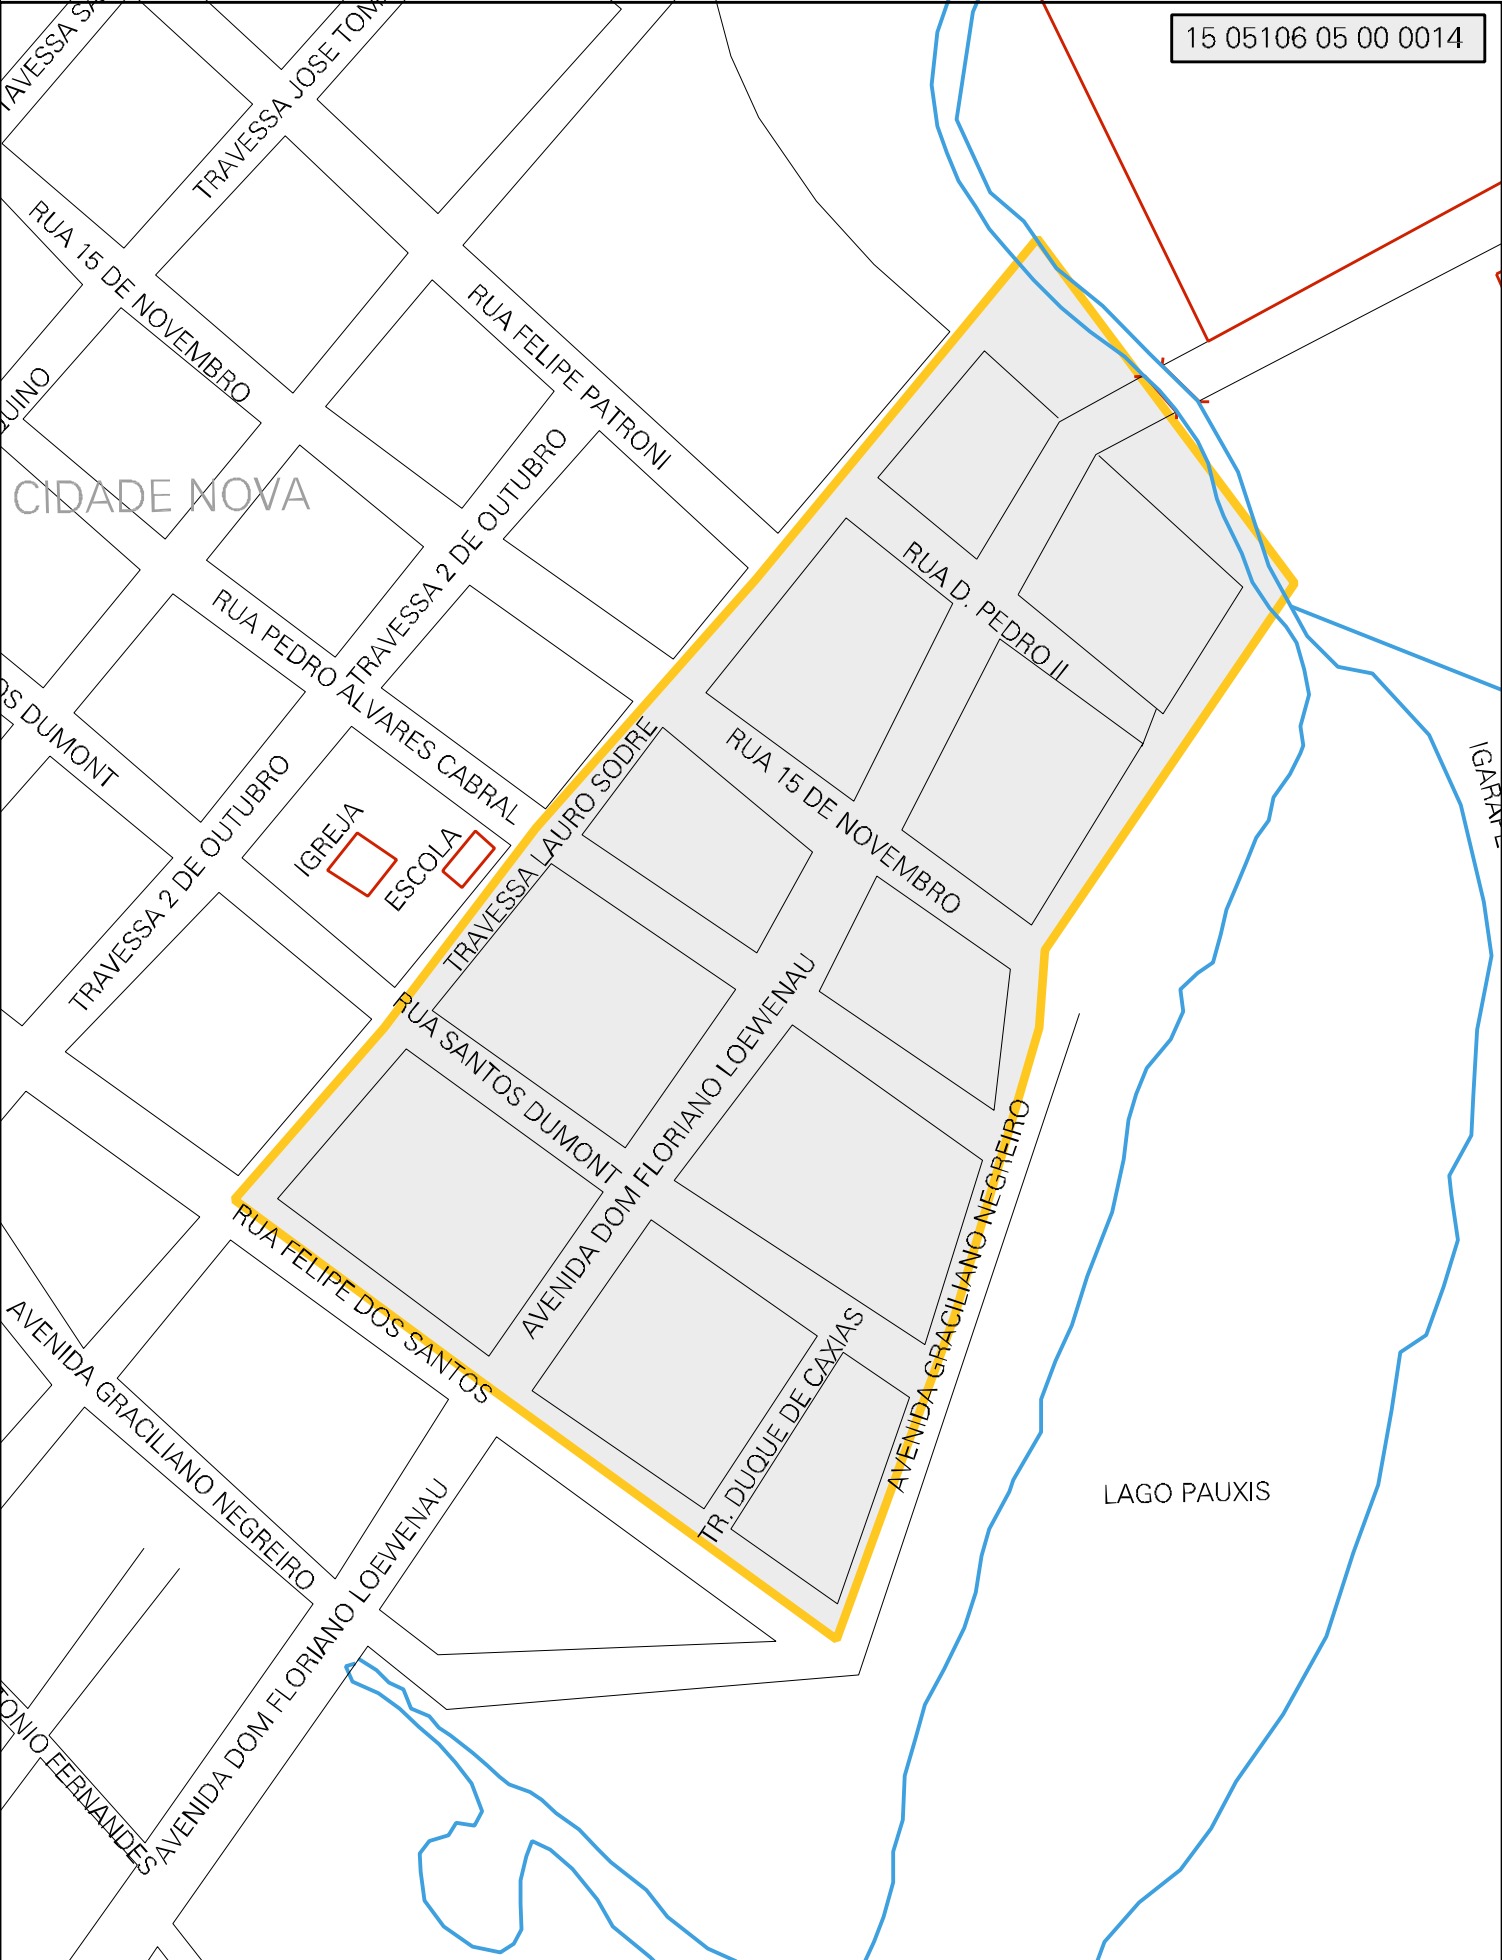 15 05106 05 00 0014
TRAVESSA JOSE
RUA 15 DE NOVEMBRO
RUA FELIPE PATRONI
CIDADE NOVA
TRAVESSA 2 DE OUTUBRO
RUA D. PEDRO II
RUA PEDRO ALVARES CABRAL
DUMONT
TRAVESSA LAURO SODRE
RUA 15 DE NOVEMBRO
IGARAPE
TRAVESSA 2 DE OUTUBRO
IGREJA
ESCOLA
RUA SANTOS DUMONT
AVENIDA DOM FLORIANO LOEWENAU
AVENIDA GRACILIANO NEGREIRO
RUA FELIPE DOS SANTOS
TR. DUQUE DE CAXIAS
AVENIDA GRACILIANO NEGREIRO
LAGO PAUXIS
AVENIDA DOM FLORIANO LOEWENAU
FERNANDES